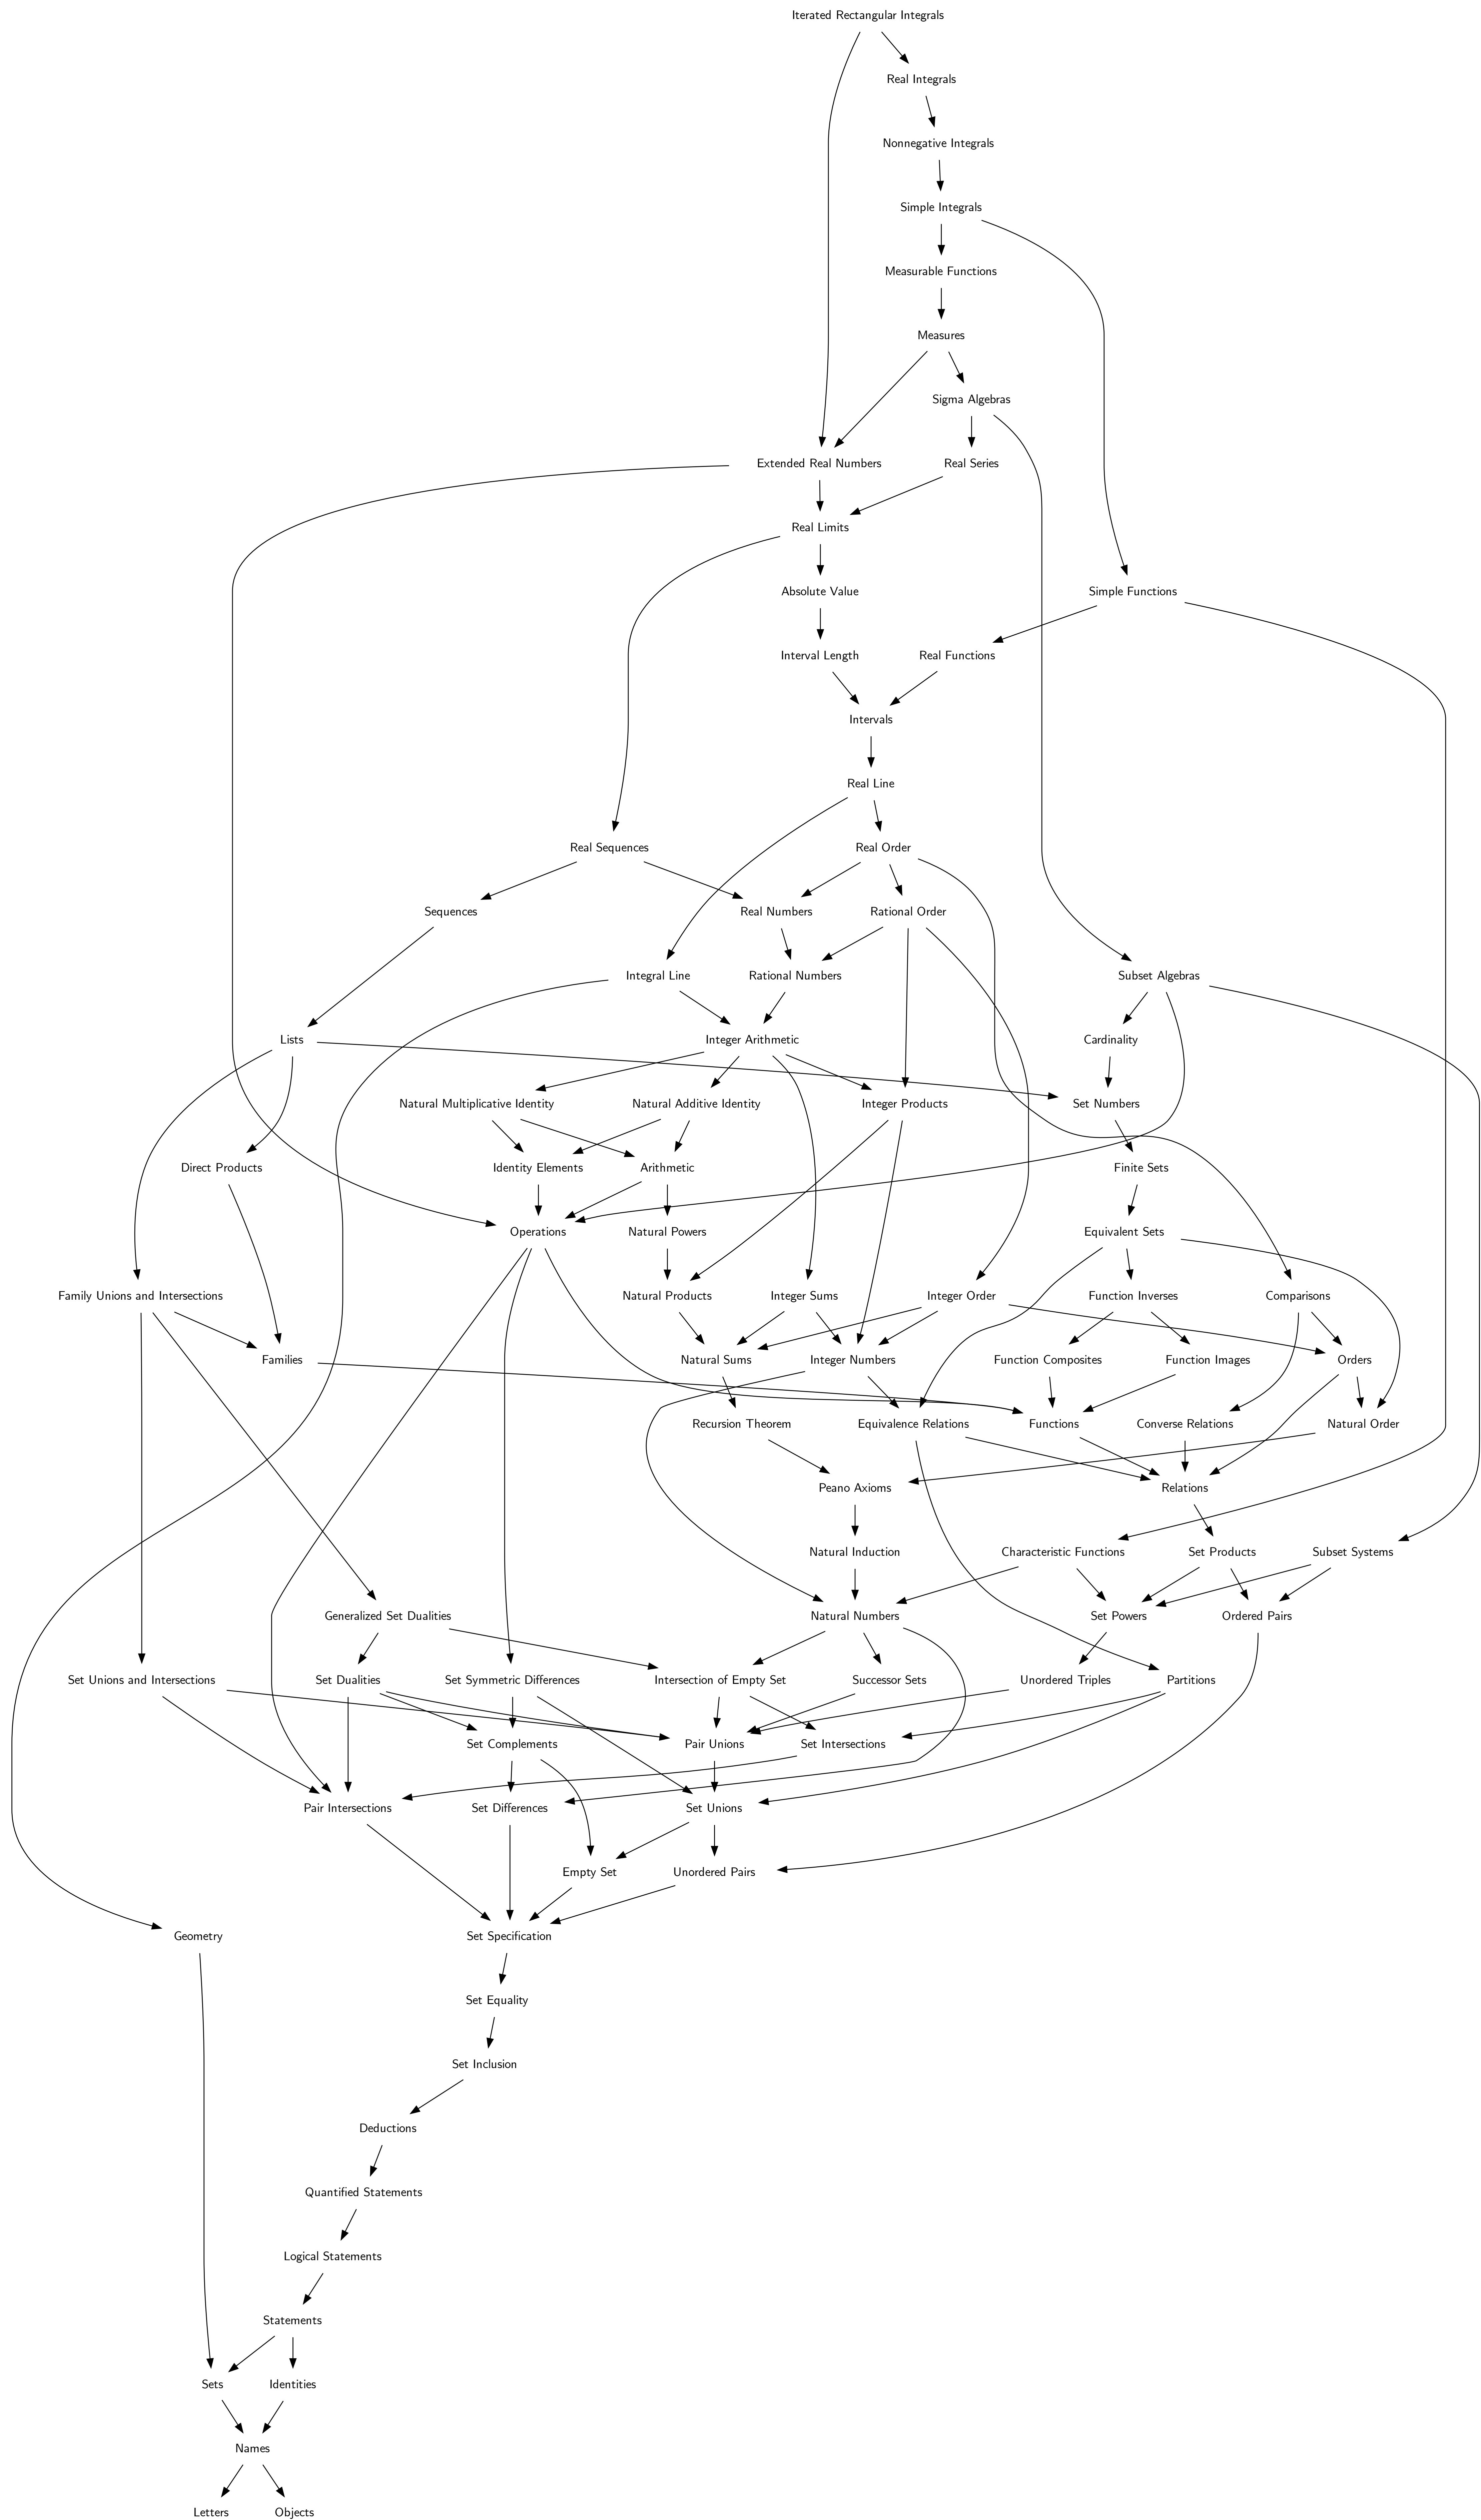 Iterated Rectangular Integrals
Real Integrals
Nonnegative Integrals
Simple Integrals
Measurable Functions
Measures
Sigma Algebras
Extended Real Numbers
Real Series
Real Limits
Absolute Value
Simple Functions
Interval Length
Real Functions
Intervals
Real Line
Real Sequences
Real Order
Sequences
Real Numbers
Rational Order
Integral Line
Rational Numbers
Subset Algebras
Lists
Integer Arithmetic
Cardinality
Natural Multiplicative Identity
Natural Additive Identity
Integer Products
Set Numbers
Direct Products
Identity Elements
Arithmetic
Finite Sets
Operations
Natural Powers
Equivalent Sets
Family Unions and Intersections
Natural Products
Integer Sums
Integer Order
Function Inverses
Comparisons
Families
Natural Sums
Integer Numbers
Function Composites
Function Images
Orders
Recursion Theorem
Equivalence Relations
Functions
Converse Relations
Natural Order
Peano Axioms
Relations
Natural Induction
Characteristic Functions
Set Products
Subset Systems
Generalized Set Dualities
Natural Numbers
Set Powers
Ordered Pairs
Set Unions and Intersections
Set Dualities
Set Symmetric Differences
Intersection of Empty Set
Successor Sets
Unordered Triples
Partitions
Set Complements
Pair Unions
Set Intersections
Pair Intersections
Set Differences
Set Unions
Empty Set
Unordered Pairs
Geometry
Set Specification
Set Equality
Set Inclusion
Deductions
Quantified Statements
Logical Statements
Statements
Sets
Identities
Names
Letters
Objects